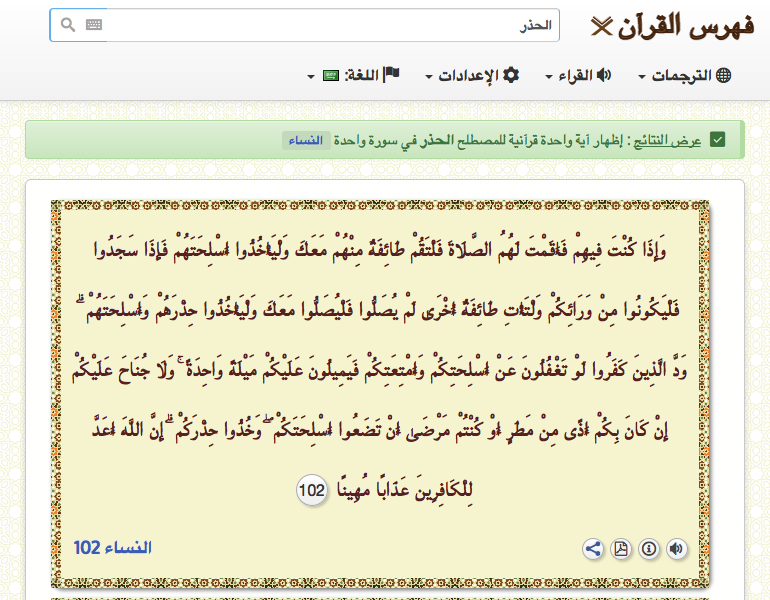 فهرس القرآن
الحذر
الترجمات
القراء
الإعدادات
اللغة:
عرض النتائج : إظهار آية واحدة قرآنية للمصطلح الحذر في سورة واحدة النساء
وَإِذَا كُنْتَ فِيهِمْ فَأَقَمْتَ لَهُمُ الصَّلَاةَ فَلْتَقُمْ طَائِفَةٌ مِنْهُمْ مَعَكَ وَلْيَأْخُذُوا أَسْلِحَتَهُمْ فَإِذَا سَجَدُوا
فَلْيَكُونُوا مِنْ وَرَائِكُمْ وَلْتَأْتِ طَائِفَةٌ أُخْرَى لَمْ يُصَلُّوا فَلْيُصَلُّوا مَعَكَ وَلْيَأْخُذُوا حِذْرَهُمْ وَأَسْلِحَتَهُمْ ۗ
وَدَّ الَّذِينَ كَفَرُوا لَوْ تَغْفُلُونَ عَنْ أَسْلِحَتِكُمْ وَأَمْتِعَتِكُمْ فَيَمِيلُونَ عَلَيْكُمْ مَيْلَةً وَاحِدَةً ۚ وَلَا جُنَاحَ عَلَيْكُمْ
إِنْ كَانَ بِكُمْ أَذًى مِنْ مَطَرٍ أَوْ كُنْتُمْ مَرْضَىٰ أَنْ تَضَعُوا أَسْلِحَتَكُمْ ۖ وَخُذُوا حِذْرَكُمْ ۗ إِنَّ اللَّهَ أَعَدَّ
لِلْكَافِرِينَ عَذَابًا مُهِينًا 102
النساء 102